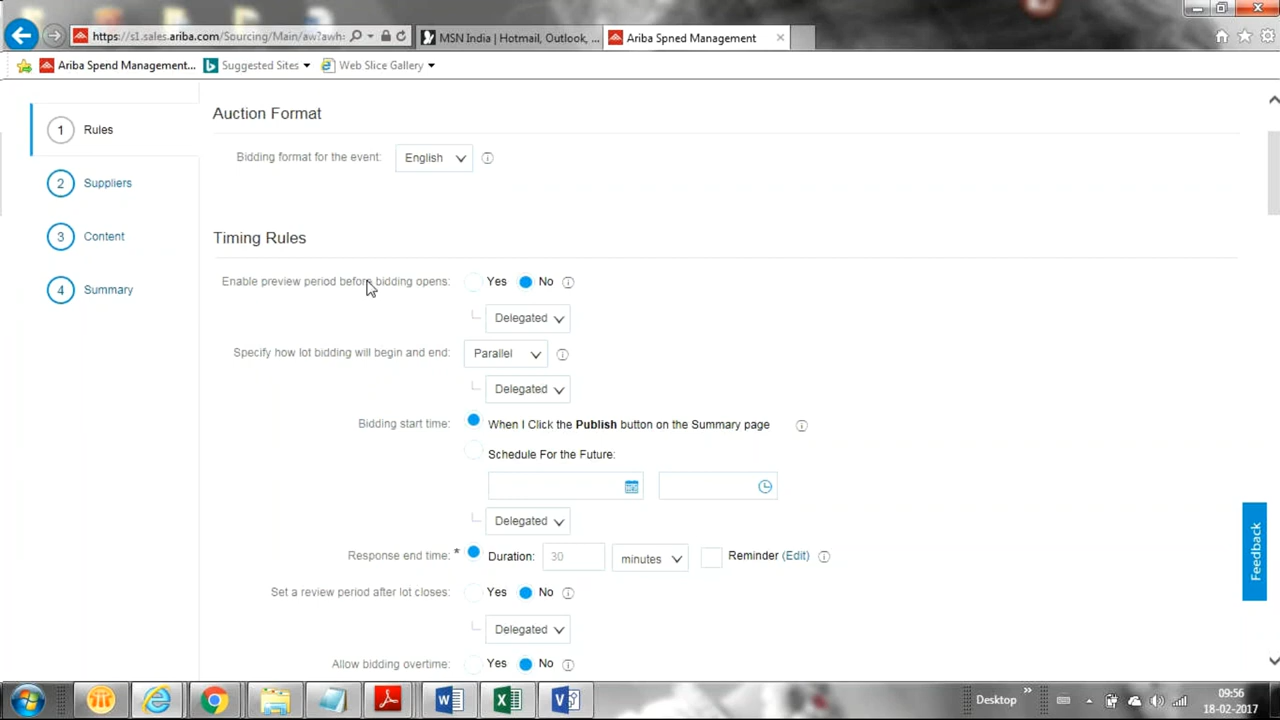 https://s1.sales.ariba.com/Sourcing/Main/aw?awh:
MSN India | Hotmail, Outlook, ...
Ariba Spned Management
Ariba Spend Management...
Suggested Sites
Web Slice Gallery
1 Rules
2 Suppliers
3 Content
4 Summary
Auction Format
Bidding format for the event: English
Timing Rules
Enable preview period before bidding opens: Yes No
Delegated
Specify how lot bidding will begin and end: Parallel
Delegated
Bidding start time: When I Click the Publish button on the Summary page
Schedule For the Future:
Delegated
Response end time: * Duration: 30 minutes Reminder (Edit)
Set a review period after lot closes: Yes No
Delegated
Allow bidding overtime: Yes No
Feedback
Desktop
09:56
18-02-2017